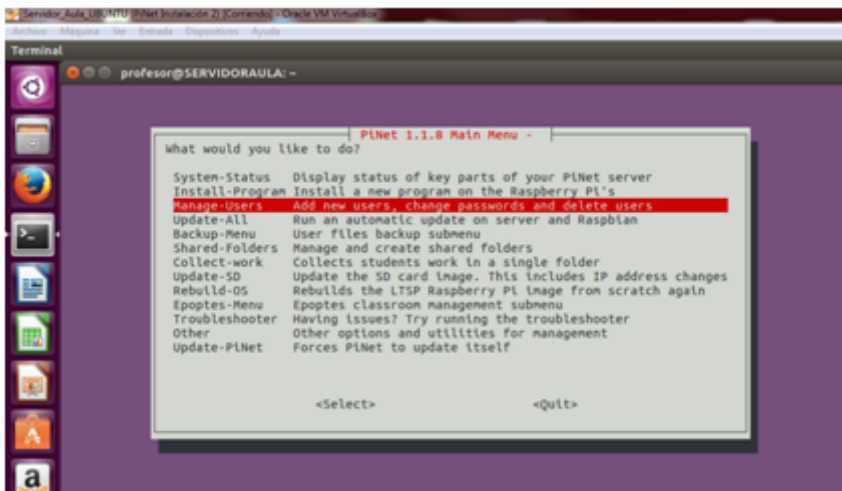 Servidor_Aula_UBUNTU (PiNet Instalación 2) [Corriendo] - Oracle VM VirtualBox
Archivo Máquina Ver Entrada Dispositivos Ayuda
Terminal
profesor@SERVIDORAULA: ~
PiNet 1.1.8 Main Menu -
What would you like to do?
System-Status Display status of key parts of your PiNet server
Install-Program Install a new program on the Raspberry Pi's
Manage-Users Add new users, change passwords and delete users
Update-All Run an automatic update on server and Raspbian
Backup-Menu User files backup submenu
Shared-Folders Manage and create shared folders
Collect-work Collects students work in a single folder
Update-SD Update the SD card image. This includes IP address changes
Rebuild-OS Rebuilds the LTSP Raspberry Pi image from scratch again
Epoptes-Menu Epoptes classroom management submenu
Troubleshooter Having issues? Try running the troubleshooter
Other Other options and utilities for management
Update-PiNet Forces PiNet to update itself
<Select> <Quit>